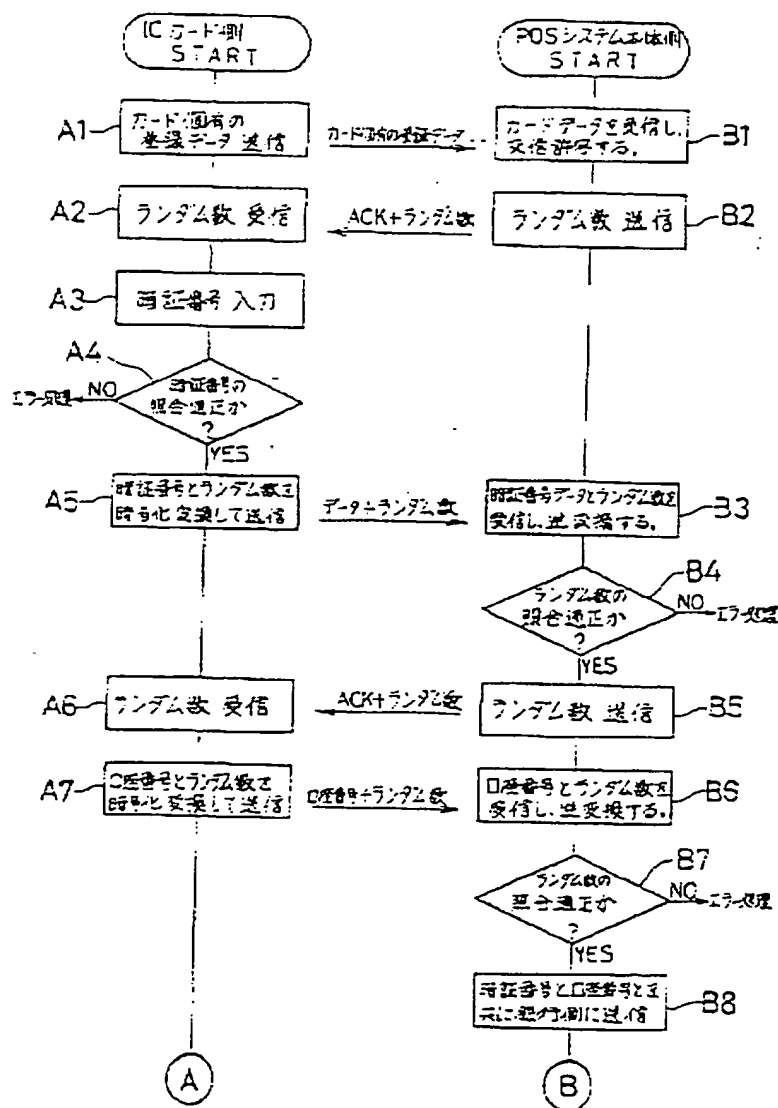 ICカード側
START
POSシステム本体側
START
A1
カード固有の
登録データ 送信
カード固有の登録データ
カードデータを受信し、
交信許可する。
B1
A2
ランダム数 受信
ACK+ランダム数
ランダム数 送信
B2
A3
暗証番号 入力
A4
暗証番号の
照合適正か
?
NO
エラー処理
YES
A5
暗証番号とランダム数を
暗号化変換して送信
データ+ランダム数
暗証番号データとランダム数を
受信し、逆変換する。
B3
B4
ランダム数の
照合適正か
?
NO
エラー処理
YES
A6
ランダム数 受信
ACK+ランダム数
ランダム数 送信
B5
A7
口座番号とランダム数を
暗号化変換して送信
口座番号+ランダム数
口座番号とランダム数を
受信し、逆変換する。
B6
B7
ランダム数の
照合適正か
?
NO
エラー処理
YES
暗証番号と口座番号とを
共に銀行側に送信
B8
A
B